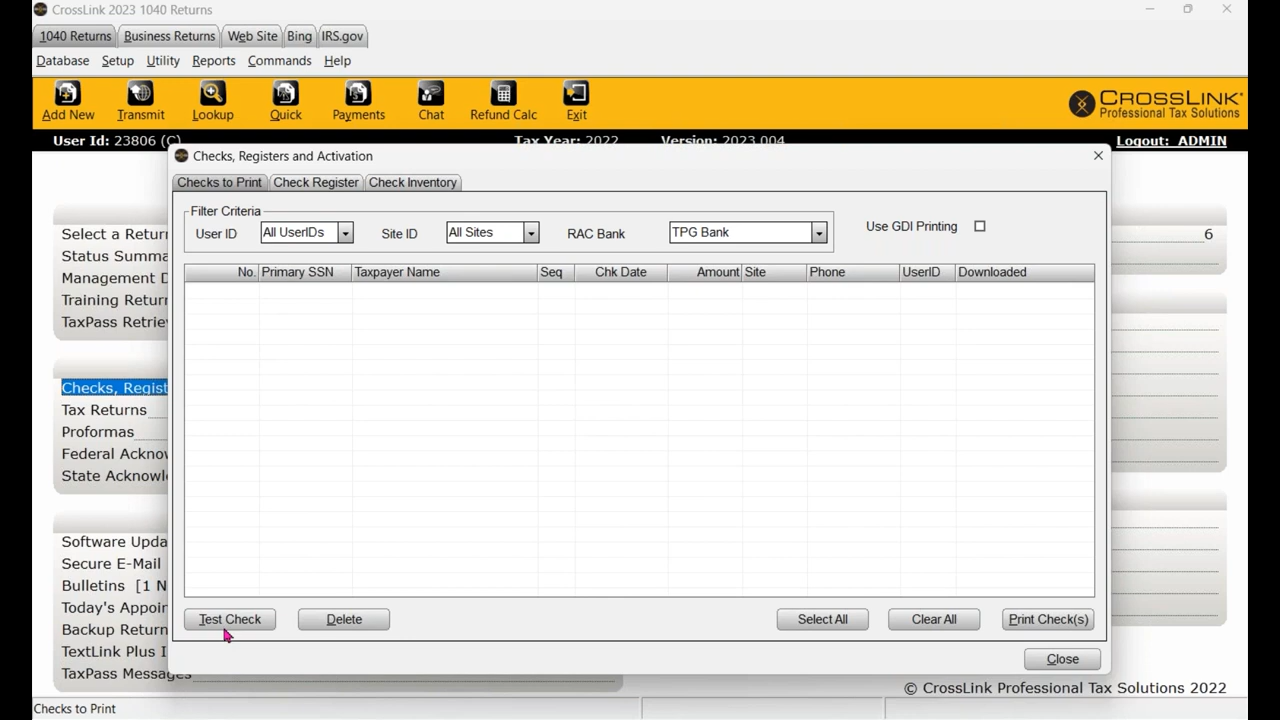 CrossLink 2023 1040 Returns
1040 Returns Business Returns Web Site Bing IRS.gov
Database Setup Utility Reports Commands Help
Add New Transmit Lookup Quick Payments Chat Refund Calc Exit
CROSSLINK
Professional Tax Solutions
User Id: 23806 (C) Tax Year: 2022 Version: 2023.004 Logout: ADMIN
Checks, Registers and Activation
Checks to Print Check Register Check Inventory
Filter Criteria
User ID All UserIDs Site ID All Sites RAC Bank TPG Bank Use GDI Printing
No. Primary SSN Taxpayer Name Seq Chk Date Amount Site Phone UserID Downloaded
Select a Return
Status Summa
Management D
Training Return
TaxPass Retrie
6
Checks, Regist
Tax Returns
Proformas
Federal Acknow
State Acknowle
Software Upda
Secure E-Mail
Bulletins [1 N
Today's Appoin
Backup Return
TextLink Plus I
TaxPass Messages
Test Check Delete Select All Clear All Print Check(s)
Close
© CrossLink Professional Tax Solutions 2022
Checks to Print